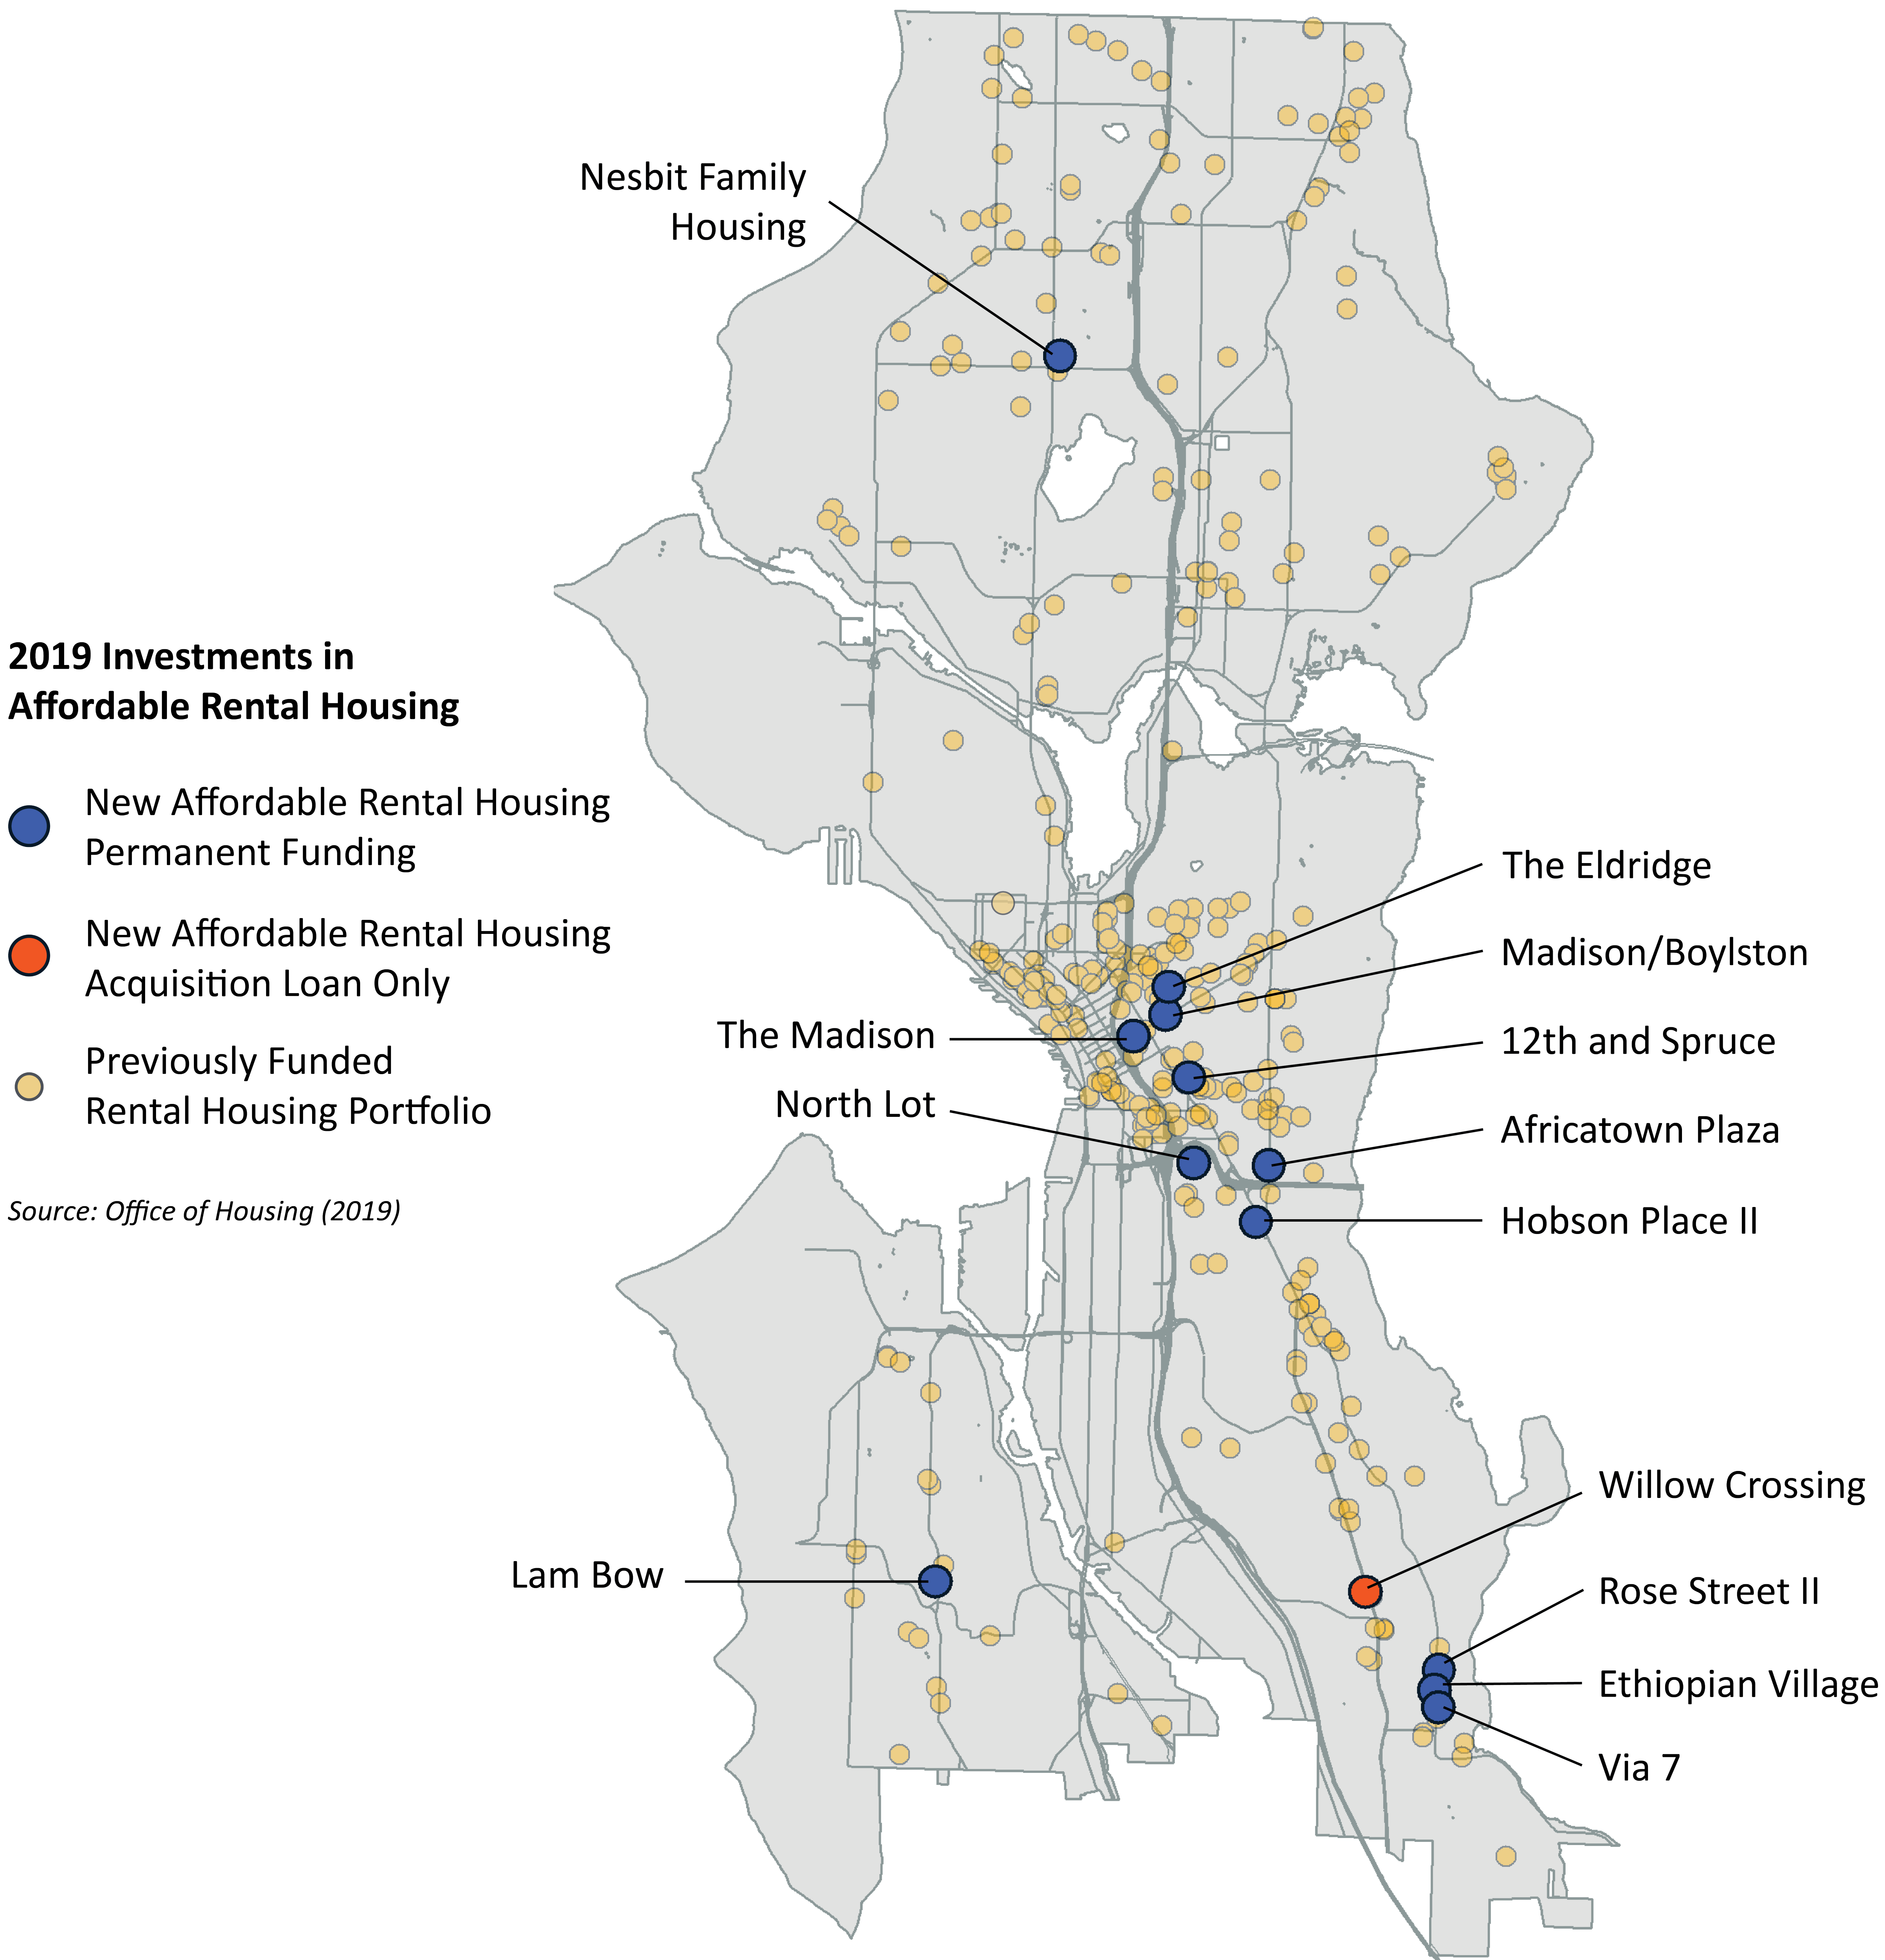 Nesbit Family
Housing
2019 Investments in
Affordable Rental Housing
New Affordable Rental Housing
Permanent Funding
New Affordable Rental Housing
Acquisition Loan Only
Previously Funded
Rental Housing Portfolio
Source: Office of Housing (2019)
The Eldridge
Madison/Boylston
The Madison
12th and Spruce
North Lot
Africatown Plaza
Hobson Place II
Willow Crossing
Lam Bow
Rose Street II
Ethiopian Village
Via 7